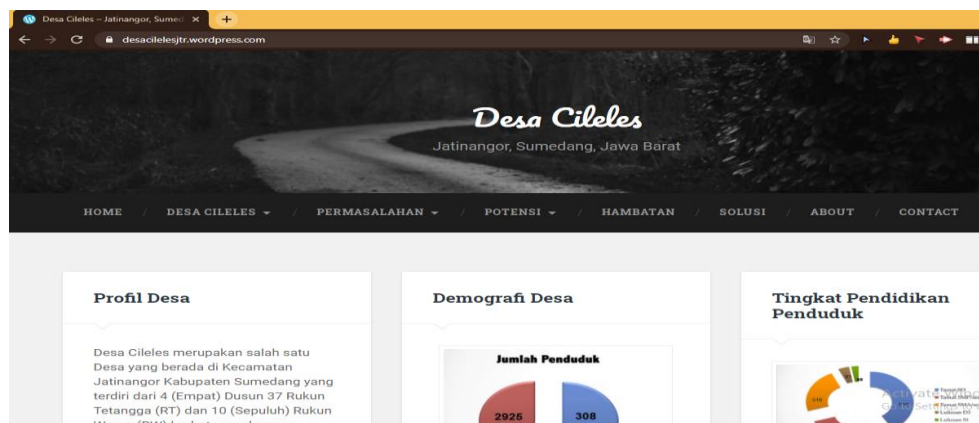 Desa Cileles – Jatinangor, Sumed
desacilelesjtr.wordpress.com
Desa Cileles
Jatinangor, Sumedang, Jawa Barat
HOME / DESA CILELES / PERMASALAHAN / POTENSI / HAMBATAN / SOLUSI / ABOUT / CONTACT
Profil Desa
Desa Cileles merupakan salah satu
Desa yang berada di Kecamatan
Jatinangor Kabupaten Sumedang yang
terdiri dari 4 (Empat) Dusun 37 Rukun
Tetangga (RT) dan 10 (Sepuluh) Rukun
Demografi Desa
Jumlah Penduduk
2925
Tingkat Pendidikan
Penduduk